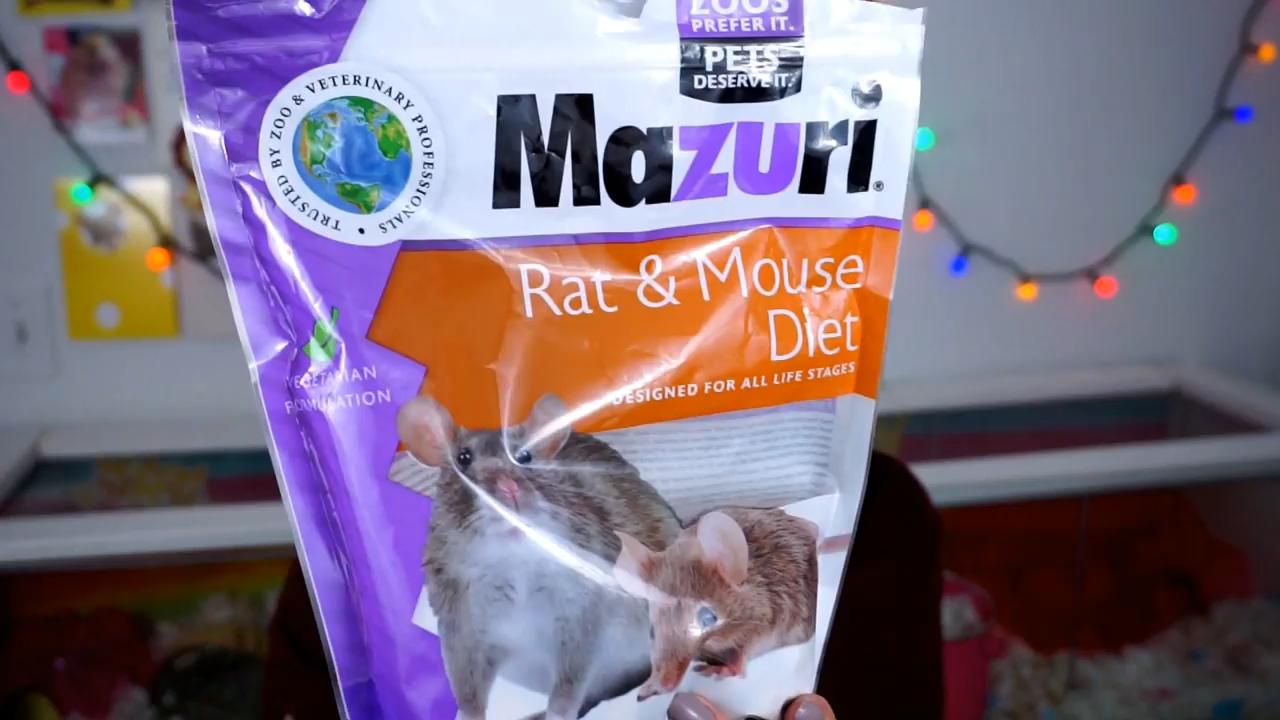 ZOOS
PREFER IT.
PETS
DESERVE IT.
TRUSTED BY ZOO & VETERINARY PROFESSIONALS •
Mazuri®
Rat & Mouse
Diet
DESIGNED FOR ALL LIFE STAGES
VEGETARIAN
FORMULATION